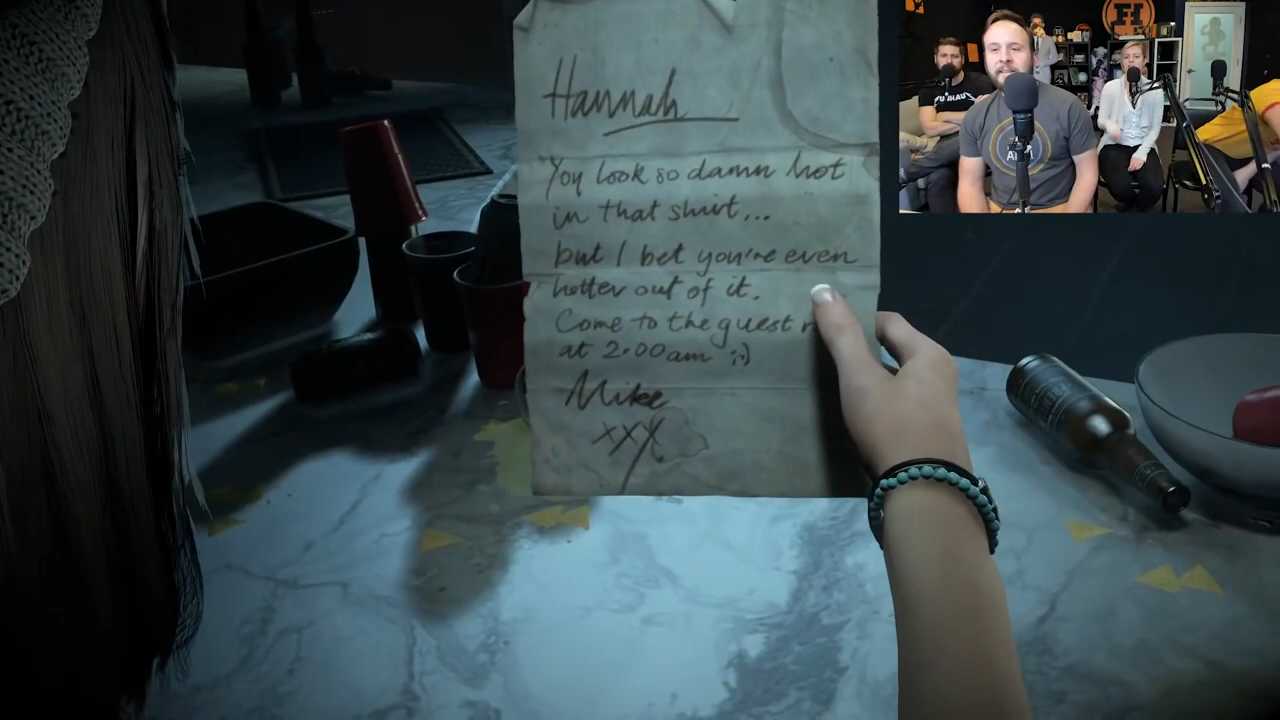 Hannah
You look so damn hot
in that shirt...
but I bet you're even
hotter out of it.
Come to the guest
at 2.00am ;)
Mike
xxx